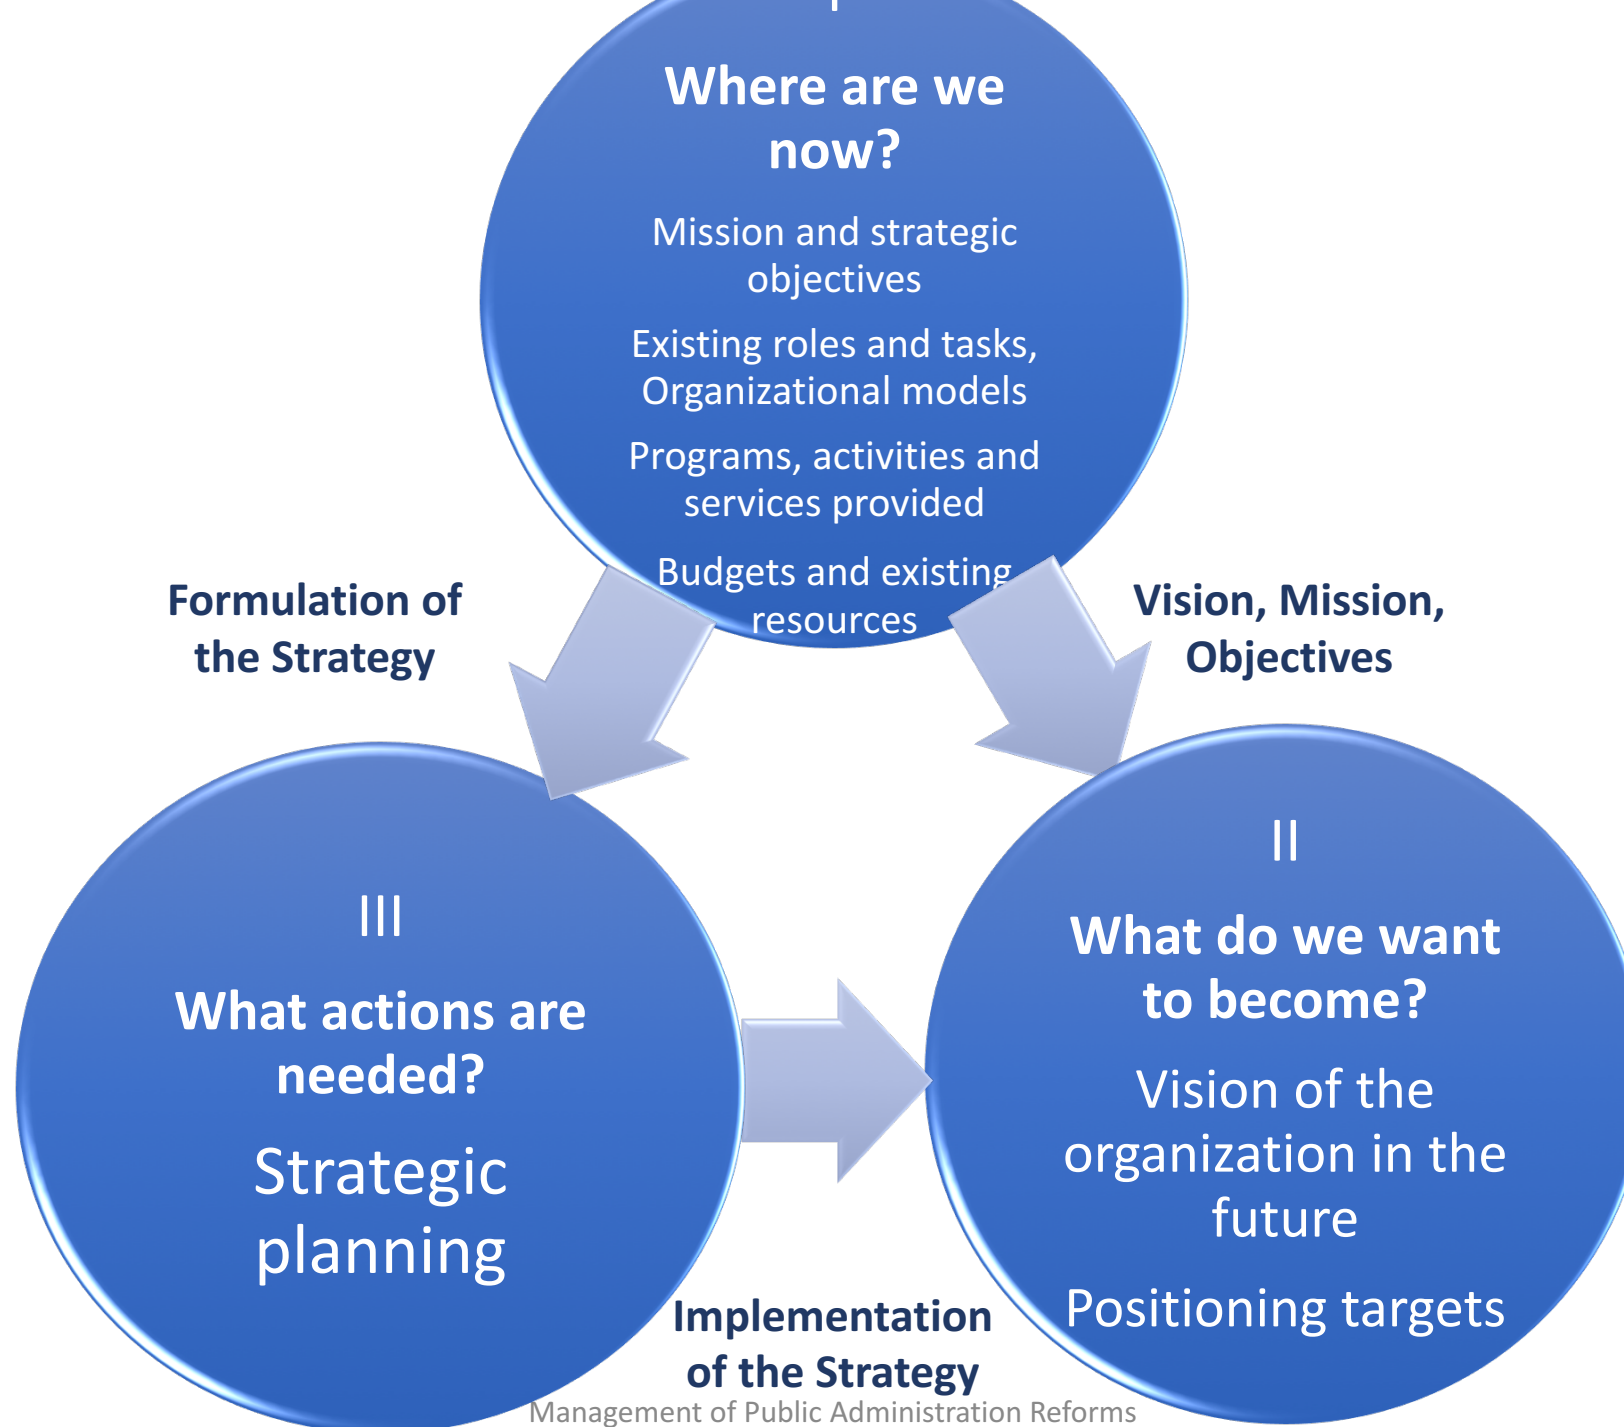 I
Where are we
now?
Mission and strategic
objectives
Existing roles and tasks,
Organizational models
Programs, activities and
services provided
Budgets and existing
resources
Formulation of
the Strategy
Vision, Mission,
Objectives
III
What actions are
needed?
Strategic
planning
II
What do we want
to become?
Vision of the
organization in the
future
Positioning targets
Implementation
of the Strategy
Management of Public Administration Reforms